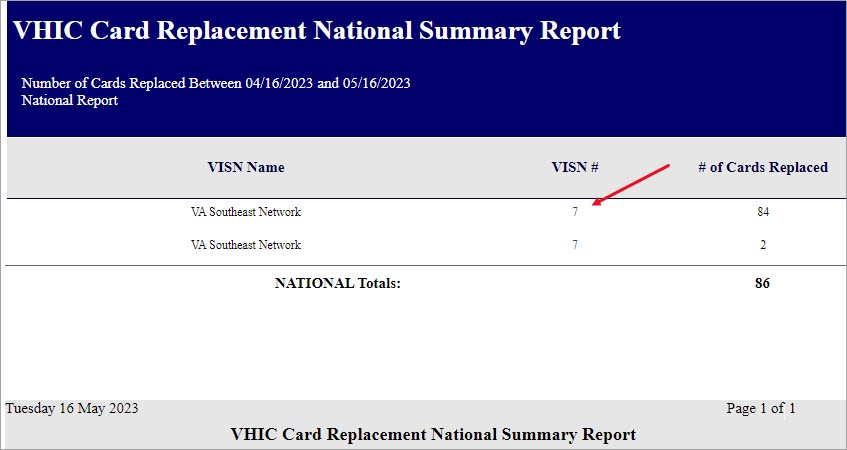 VHIC Card Replacement National Summary Report
Number of Cards Replaced Between 04/16/2023 and 05/16/2023
National Report
VISN Name VISN # # of Cards Replaced
VA Southeast Network 7 84
VA Southeast Network 7 2
NATIONAL Totals: 86
Tuesday 16 May 2023 Page 1 of 1
VHIC Card Replacement National Summary Report